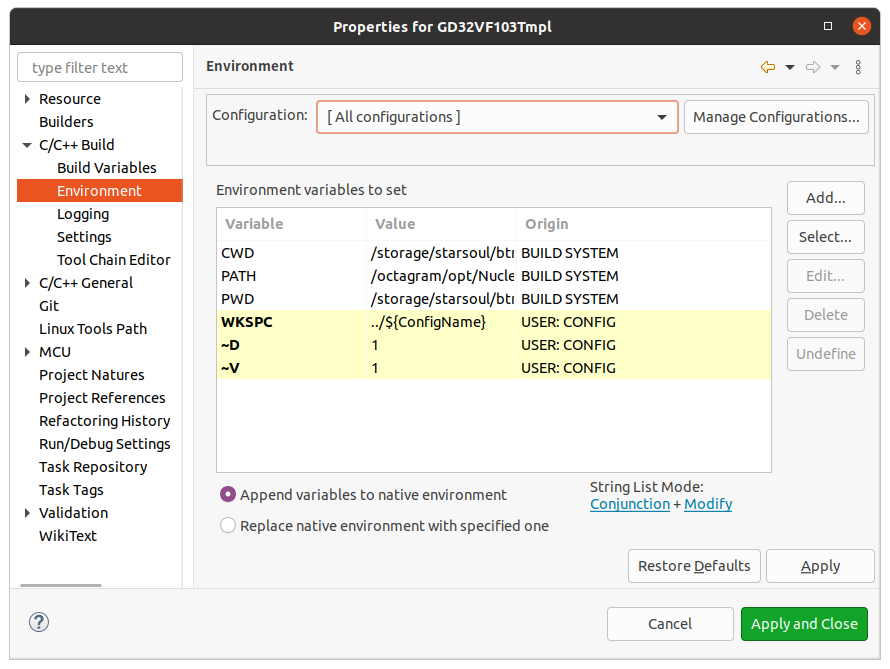 Properties for GD32VF103Tmpl
type filter text
Resource
Builders
C/C++ Build
Build Variables
Environment
Logging
Settings
Tool Chain Editor
C/C++ General
Git
Linux Tools Path
MCU
Project Natures
Project References
Refactoring History
Run/Debug Settings
Task Repository
Task Tags
Validation
WikiText
Environment
Configuration: [ All configurations ] Manage Configurations...
Environment variables to set
Variable Value Origin
CWD /storage/starsoul/btr BUILD SYSTEM
PATH /octagram/opt/Nucle BUILD SYSTEM
PWD /storage/starsoul/btr BUILD SYSTEM
WKSPC ../${ConfigName} USER: CONFIG
~D 1 USER: CONFIG
~V 1 USER: CONFIG
Add...
Select...
Edit...
Delete
Undefine
Append variables to native environment
Replace native environment with specified one
String List Mode:
Conjunction + Modify
Restore Defaults Apply
? Cancel Apply and Close